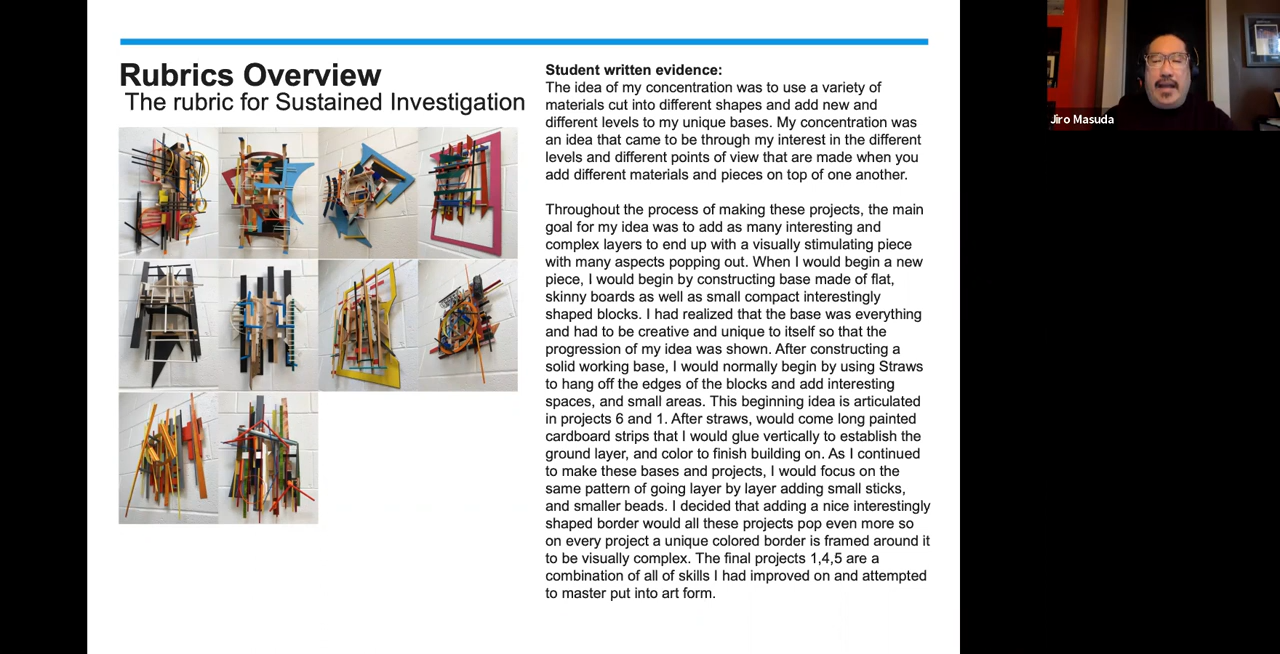 Rubrics Overview
The rubric for Sustained Investigation
Student written evidence:
The idea of my concentration was to use a variety of
materials cut into different shapes and add new and
different levels to my unique bases. My concentration was
an idea that came to be through my interest in the different
levels and different points of view that are made when you
add different materials and pieces on top of one another.
Throughout the process of making these projects, the main
goal for my idea was to add as many interesting and
complex layers to end up with a visually stimulating piece
with many aspects popping out. When I would begin a new
piece, I would begin by constructing base made of flat,
skinny boards as well as small compact interestingly
shaped blocks. I had realized that the base was everything
and had to be creative and unique to itself so that the
progression of my idea was shown. After constructing a
solid working base, I would normally begin by using Straws
to hang off the edges of the blocks and add interesting
spaces, and small areas. This beginning idea is articulated
in projects 6 and 1. After straws, would come long painted
cardboard strips that I would glue vertically to establish the
ground layer, and color to finish building on. As I continued
to make these bases and projects, I would focus on the
same pattern of going layer by layer adding small sticks,
and smaller beads. I decided that adding a nice interestingly
shaped border would all these projects pop even more so
on every project a unique colored border is framed around it
to be visually complex. The final projects 1,4,5 are a
combination of all of skills I had improved on and attempted
to master put into art form.
Jiro Masuda